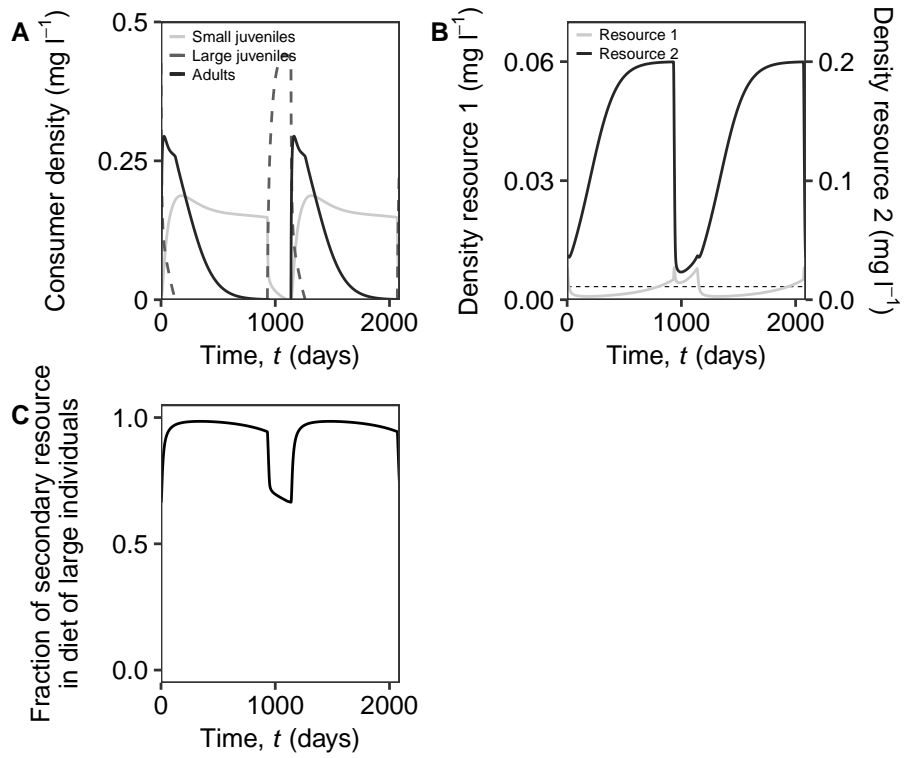 A
Consumer density (mg l⁻¹)
0.5
0.25
0
Small juveniles
Large juveniles
Adults
0
1000
2000
Time, t (days)
B
Density resource 1 (mg l⁻¹)
0.06
0.03
0.00
Resource 1
Resource 2
0.2
0.1
0.0
Density resource 2 (mg l⁻¹)
0
1000
2000
Time, t (days)
C
Fraction of secondary resource
in diet of large individuals
1.0
0.5
0.0
0
1000
2000
Time, t (days)